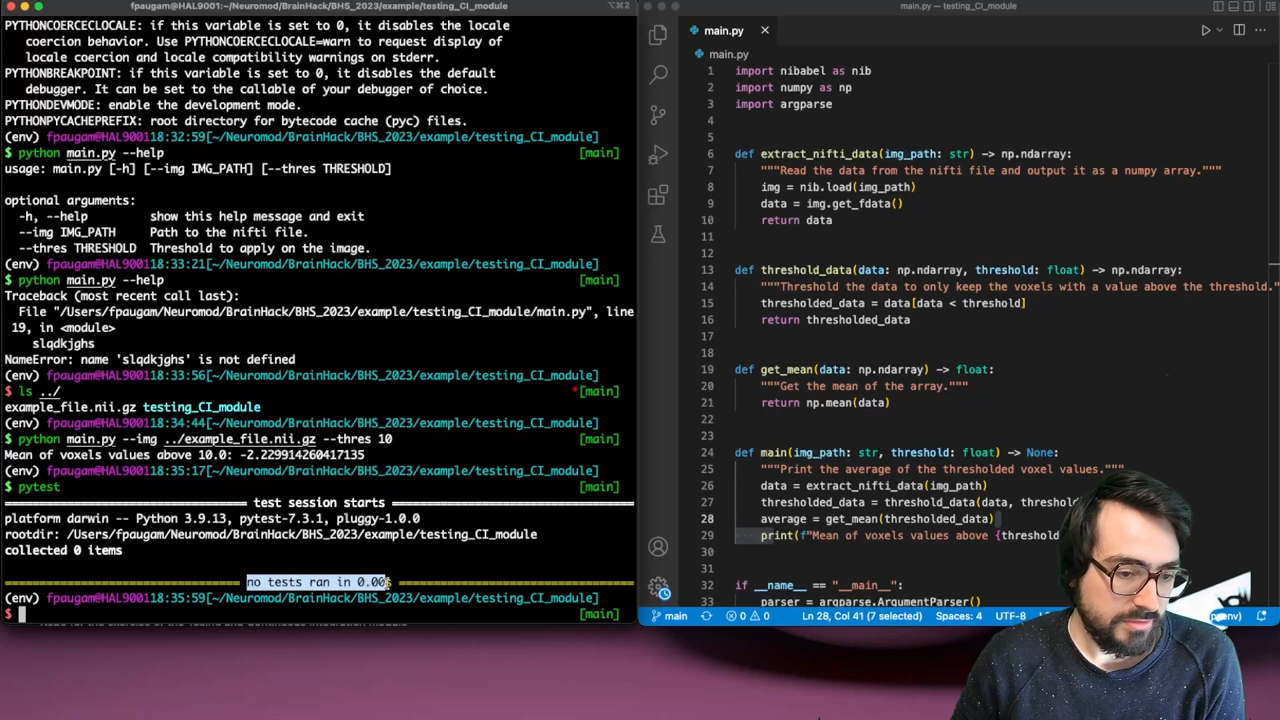 fpaugam@HAL9001:~/Neuromod/BrainHack/BHS_2023/example/testing_CI_module
⌥⌘2
PYTHONCOERCECLOCALE: if this variable is set to 0, it disables the locale
coercion behavior. Use PYTHONCOERCECLOCALE=warn to request display of
locale coercion and locale compatibility warnings on stderr.
PYTHONBREAKPOINT: if this variable is set to 0, it disables the default
debugger. It can be set to the callable of your debugger of choice.
PYTHONDEVMODE: enable the development mode.
PYTHONPYCACHEPREFIX: root directory for bytecode cache (pyc) files.
(env) fpaugam@HAL900118:32:59[~/Neuromod/BrainHack/BHS_2023/example/testing_CI_module]
$ python main.py --help [main]
usage: main.py [-h] [--img IMG_PATH] [--thres THRESHOLD]
optional arguments:
-h, --help show this help message and exit
--img IMG_PATH Path to the nifti file.
--thres THRESHOLD Threshold to apply on the image.
(env) fpaugam@HAL900118:33:21[~/Neuromod/BrainHack/BHS_2023/example/testing_CI_module]
$ python main.py --help [main]
Traceback (most recent call last):
File "/Users/fpaugam/Neuromod/BrainHack/BHS_2023/example/testing_CI_module/main.py", line
19, in <module>
slqdkjghs
NameError: name 'slqdkjghs' is not defined
(env) fpaugam@HAL900118:33:56[~/Neuromod/BrainHack/BHS_2023/example/testing_CI_module]
$ ls ../ *[main]
example_file.nii.gz testing_CI_module
(env) fpaugam@HAL900118:34:44[~/Neuromod/BrainHack/BHS_2023/example/testing_CI_module]
$ python main.py --img ../example_file.nii.gz --thres 10 [main]
Mean of voxels values above 10.0: -2.229914260417135
(env) fpaugam@HAL900118:35:17[~/Neuromod/BrainHack/BHS_2023/example/testing_CI_module]
$ pytest [main]
test session starts
platform darwin -- Python 3.9.13, pytest-7.3.1, pluggy-1.0.0
rootdir: /Users/fpaugam/Neuromod/BrainHack/BHS_2023/example/testing_CI_module
collected 0 items
no tests ran in 0.00s
(env) fpaugam@HAL900118:35:59[~/Neuromod/BrainHack/BHS_2023/example/testing_CI_module]
$ [main]
main.py — testing_CI_module
main.py
main.py
1 import nibabel as nib
2 import numpy as np
3 import argparse
4
5
6 def extract_nifti_data(img_path: str) -> np.ndarray:
7 """Read the data from the nifti file and output it as a numpy array."""
8 img = nib.load(img_path)
9 data = img.get_fdata()
10 return data
11
12
13 def threshold_data(data: np.ndarray, threshold: float) -> np.ndarray:
14 """Threshold the data to only keep the voxels with a value above the threshold."
15 thresholded_data = data[data < threshold]
16 return thresholded_data
17
18
19 def get_mean(data: np.ndarray) -> float:
20 """Get the mean of the array."""
21 return np.mean(data)
22
23
24 def main(img_path: str, threshold: float) -> None:
25 """Print the average of the thresholded voxel values."""
26 data = extract_nifti_data(img_path)
27 thresholded_data = threshold_data(data, threshol
28 average = get_mean(thresholded_data)
29 print(f"Mean of voxels values above {threshold
30
31
32 if __name__ == "__main__":
33 parser = argparse.ArgumentParser()
main 0 0 Ln 28, Col 41 (7 selected) Spaces: 4 UTF-8